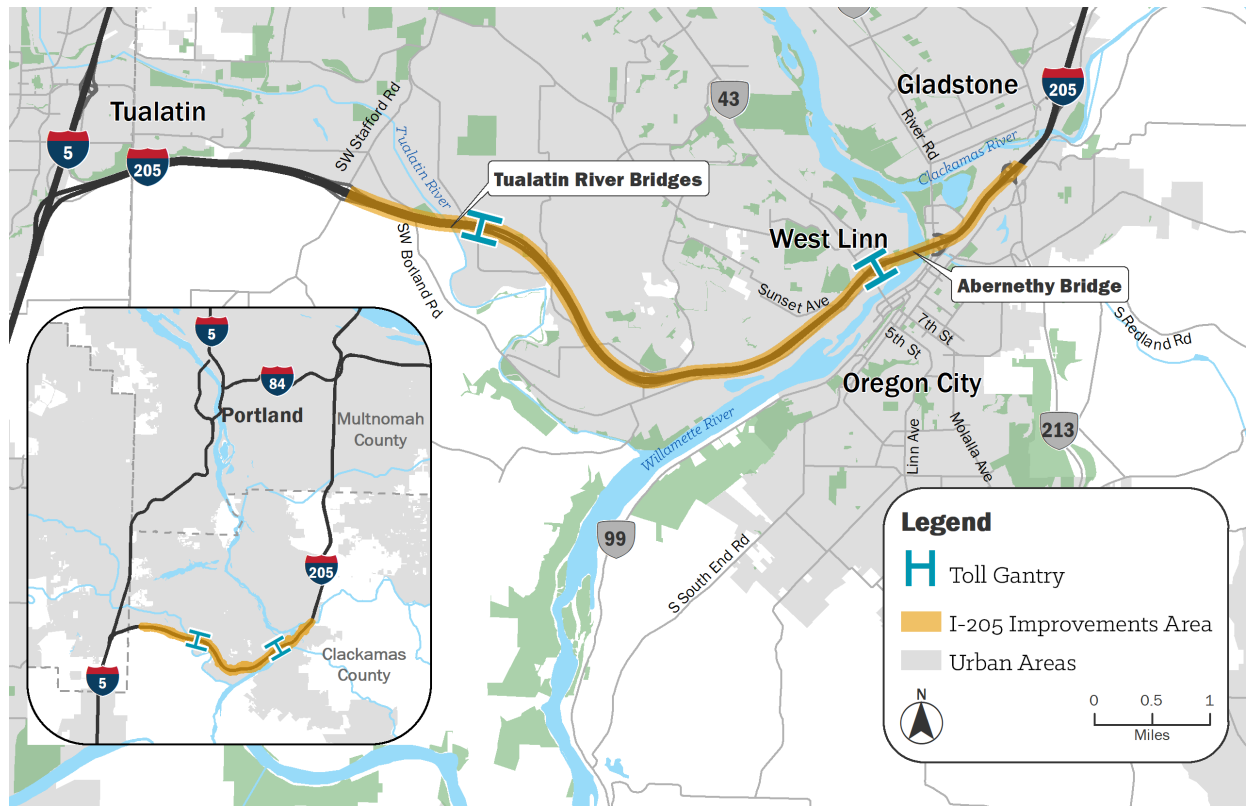 Gladstone
43
205
Tualatin
SW Stafford Rd
River Rd
5
205
Tualatin River
Clackamas River
Tualatin River Bridges
West Linn
SW Borland Rd
Abernethy Bridge
Sunset Ave
7th St
5th St
S Redland Rd
Oregon City
Willamette River
Linn Ave
Molalla Ave
213
99
S South End Rd
5
84
Portland
Multnomah
County
205
Clackamas
County
5
Legend
Toll Gantry
I-205 Improvements Area
Urban Areas
N
0 0.5 1
Miles